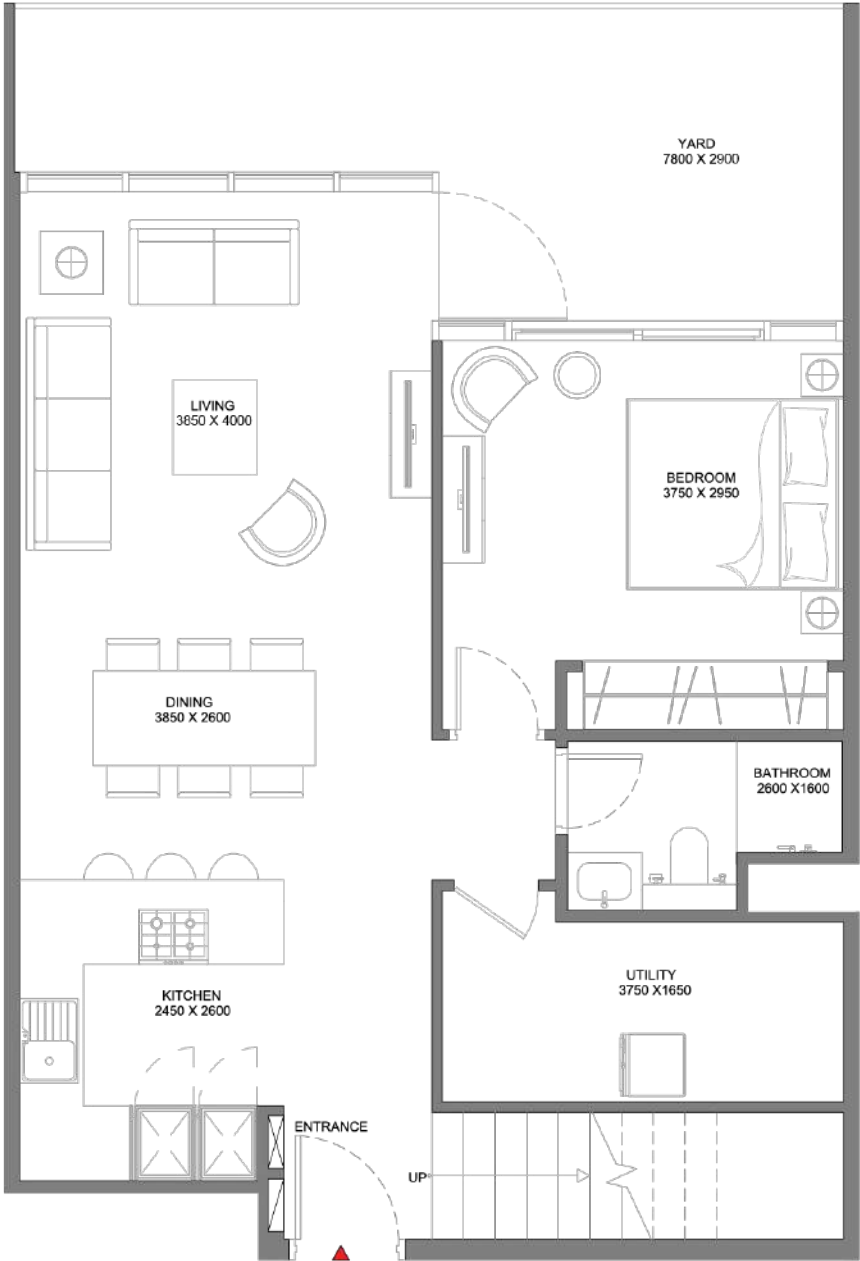 YARD
7800 X 2900
LIVING
3850 X 4000
BEDROOM
3750 X 2950
DINING
3850 X 2600
BATHROOM
2600 X1600
KITCHEN
2450 X 2600
UTILITY
3750 X1650
ENTRANCE
UP